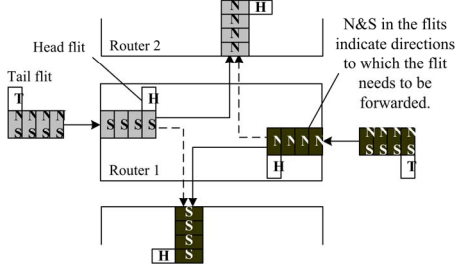 N
N
N
N
H
Router 2
N&S in the flits
indicate directions
to which the flit
needs to be
forwarded.
Head flit
Tail flit
T
N N N N
S S S S
H
S S S S
N N N N
H
N N N N
S S S S
T
Router 1
S
S
S
S
H